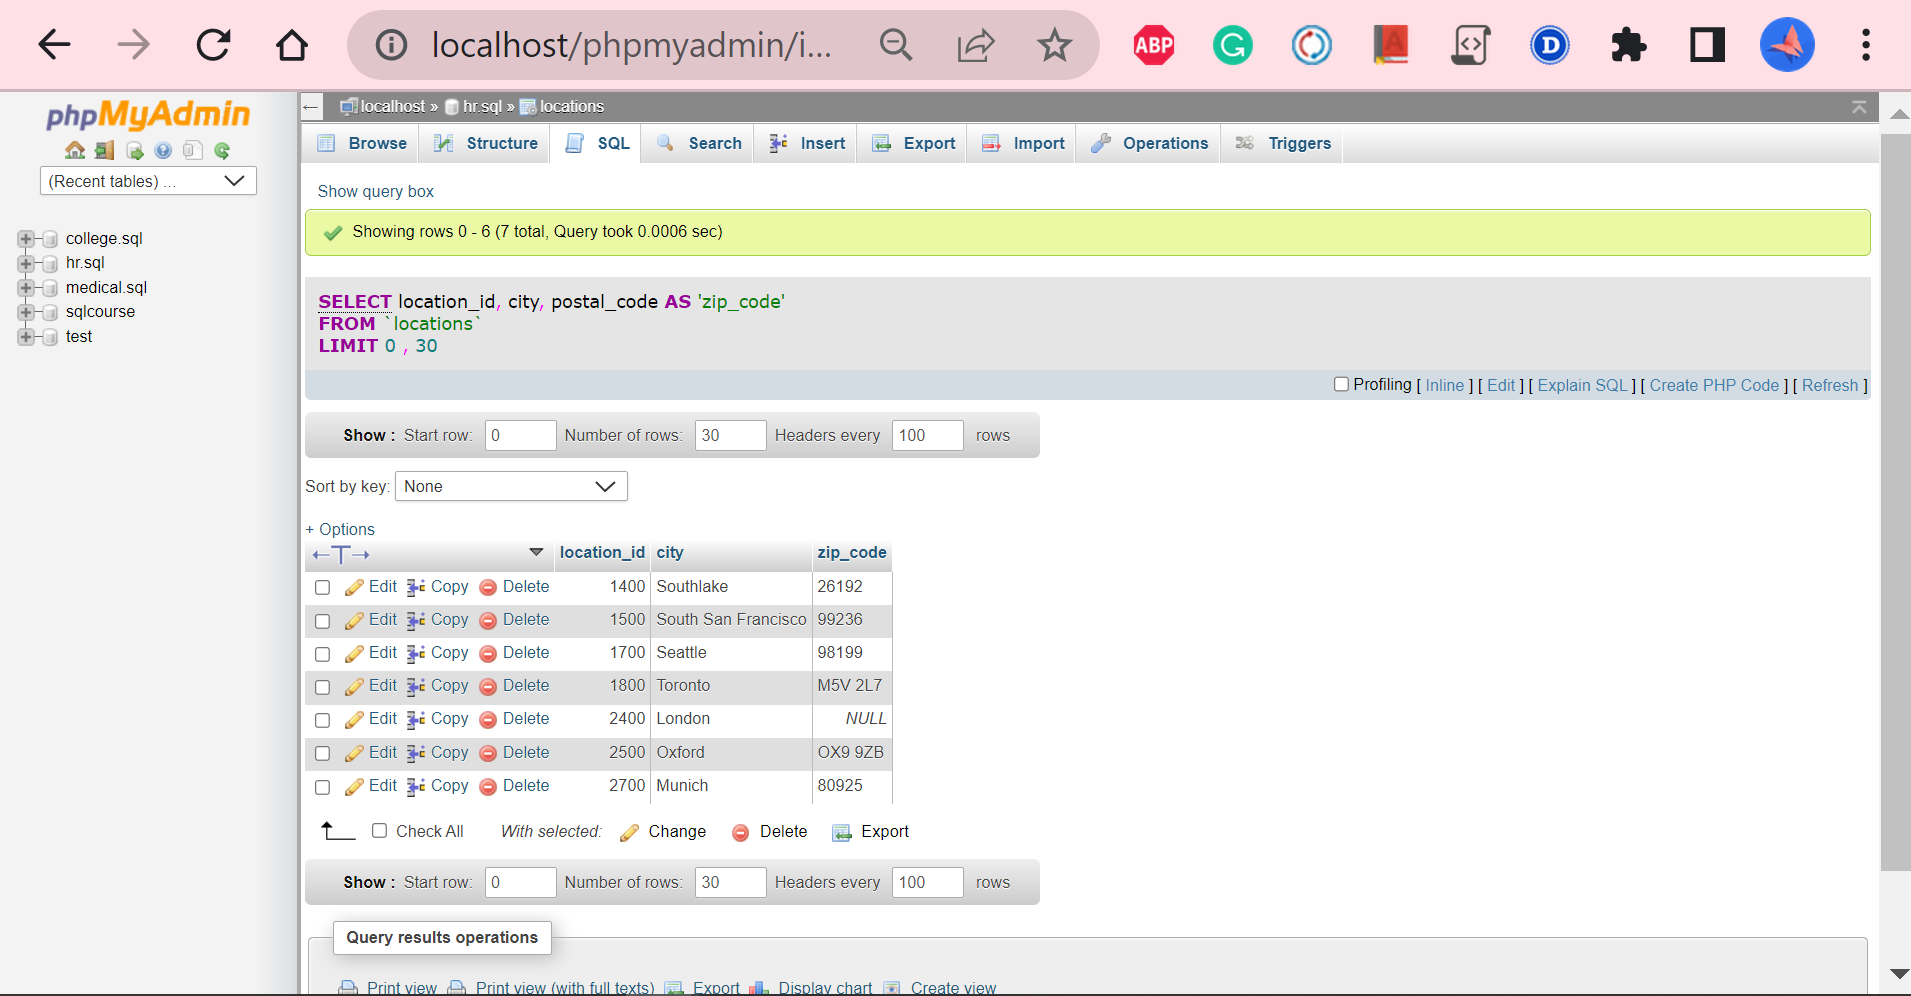 localhost/phpmyadmin/i...
ABP
G
A
D
phpMyAdmin
(Recent tables) ...
college.sql
hr.sql
medical.sql
sqlcourse
test
localhost » hr.sql » locations
Browse Structure SQL Search Insert Export Import Operations Triggers
Show query box
Showing rows 0 - 6 (7 total, Query took 0.0006 sec)
SELECT location_id, city, postal_code AS 'zip_code'
FROM `locations`
LIMIT 0 , 30
Profiling [ Inline ] [ Edit ] [ Explain SQL ] [ Create PHP Code ] [ Refresh ]
Show : Start row: 0 Number of rows: 30 Headers every 100 rows
Sort by key: None
+ Options
←T→ location_id city zip_code
Edit Copy Delete 1400 Southlake 26192
Edit Copy Delete 1500 South San Francisco 99236
Edit Copy Delete 1700 Seattle 98199
Edit Copy Delete 1800 Toronto M5V 2L7
Edit Copy Delete 2400 London NULL
Edit Copy Delete 2500 Oxford OX9 9ZB
Edit Copy Delete 2700 Munich 80925
Check All With selected: Change Delete Export
Show : Start row: 0 Number of rows: 30 Headers every 100 rows
Query results operations
Print view Print view (with full texts) Export Display chart Create view